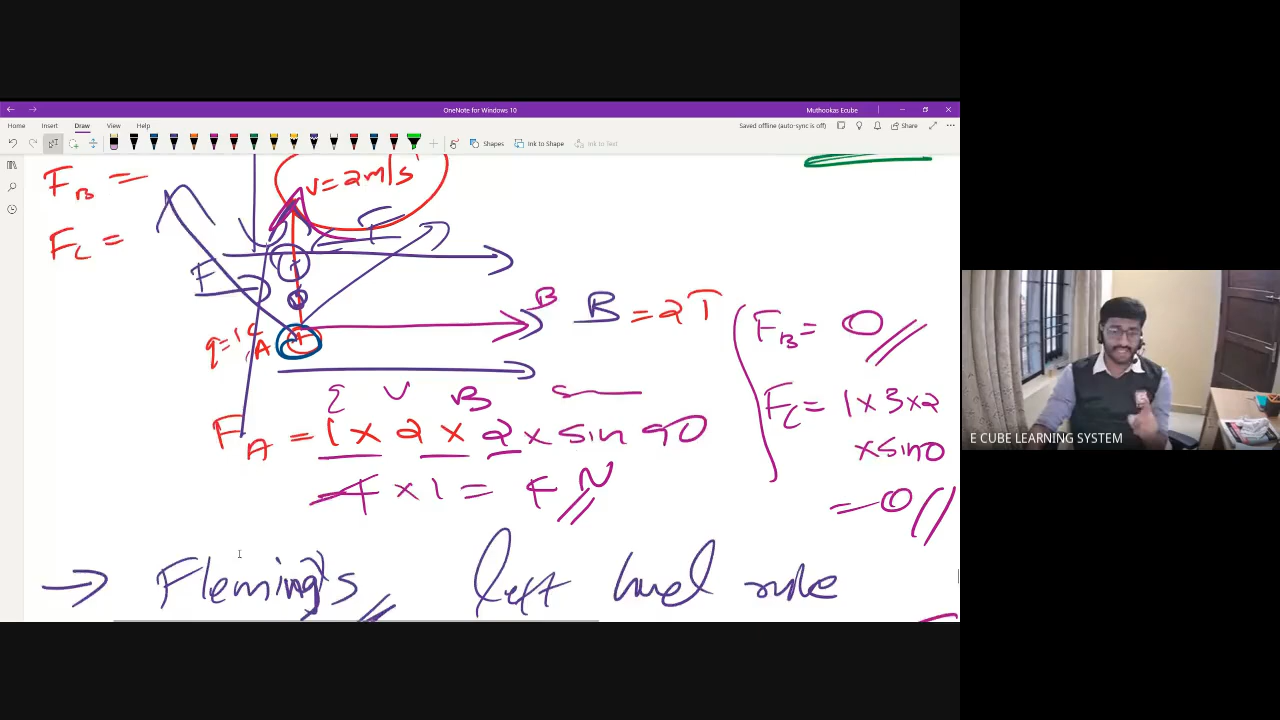 OneNote for Windows 10
Muthookas Ecube
Home Insert Draw View Help
Saved offline (auto-sync is off)
Share
Shapes Ink to Shape Ink to Text
F_B =
v = 2m/s
F_C =
F
F
+
B
B = 2T
q=1C
A +
F_B = 0
F_C = 1 x 3 x 2
x sin0
= 0
q v B
F_A = 1 x 2 x 2 x sin 90
4 x 1 = 4 N
→ Fleming's left hand rule
E CUBE LEARNING SYSTEM